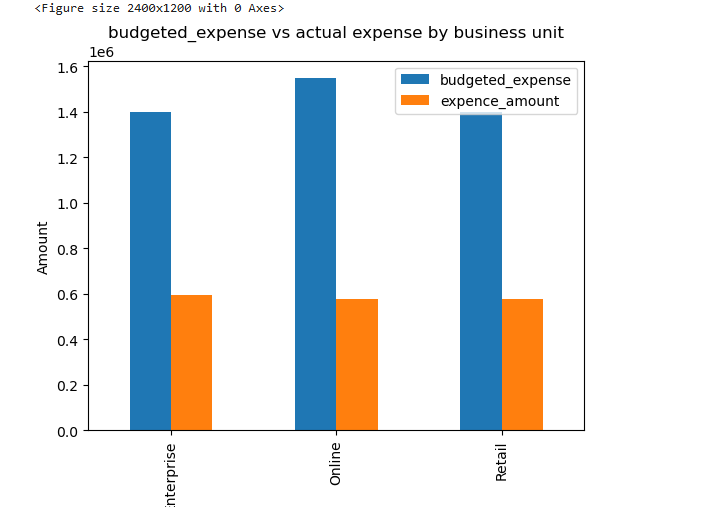 <Figure size 2400x1200 with 0 Axes>
budgeted_expense vs actual expense by business unit
1e6
budgeted_expense
expence_amount
1.6
1.4
1.2
1.0
0.8
0.6
0.4
0.2
0.0
Amount
nterprise
Online
Retail